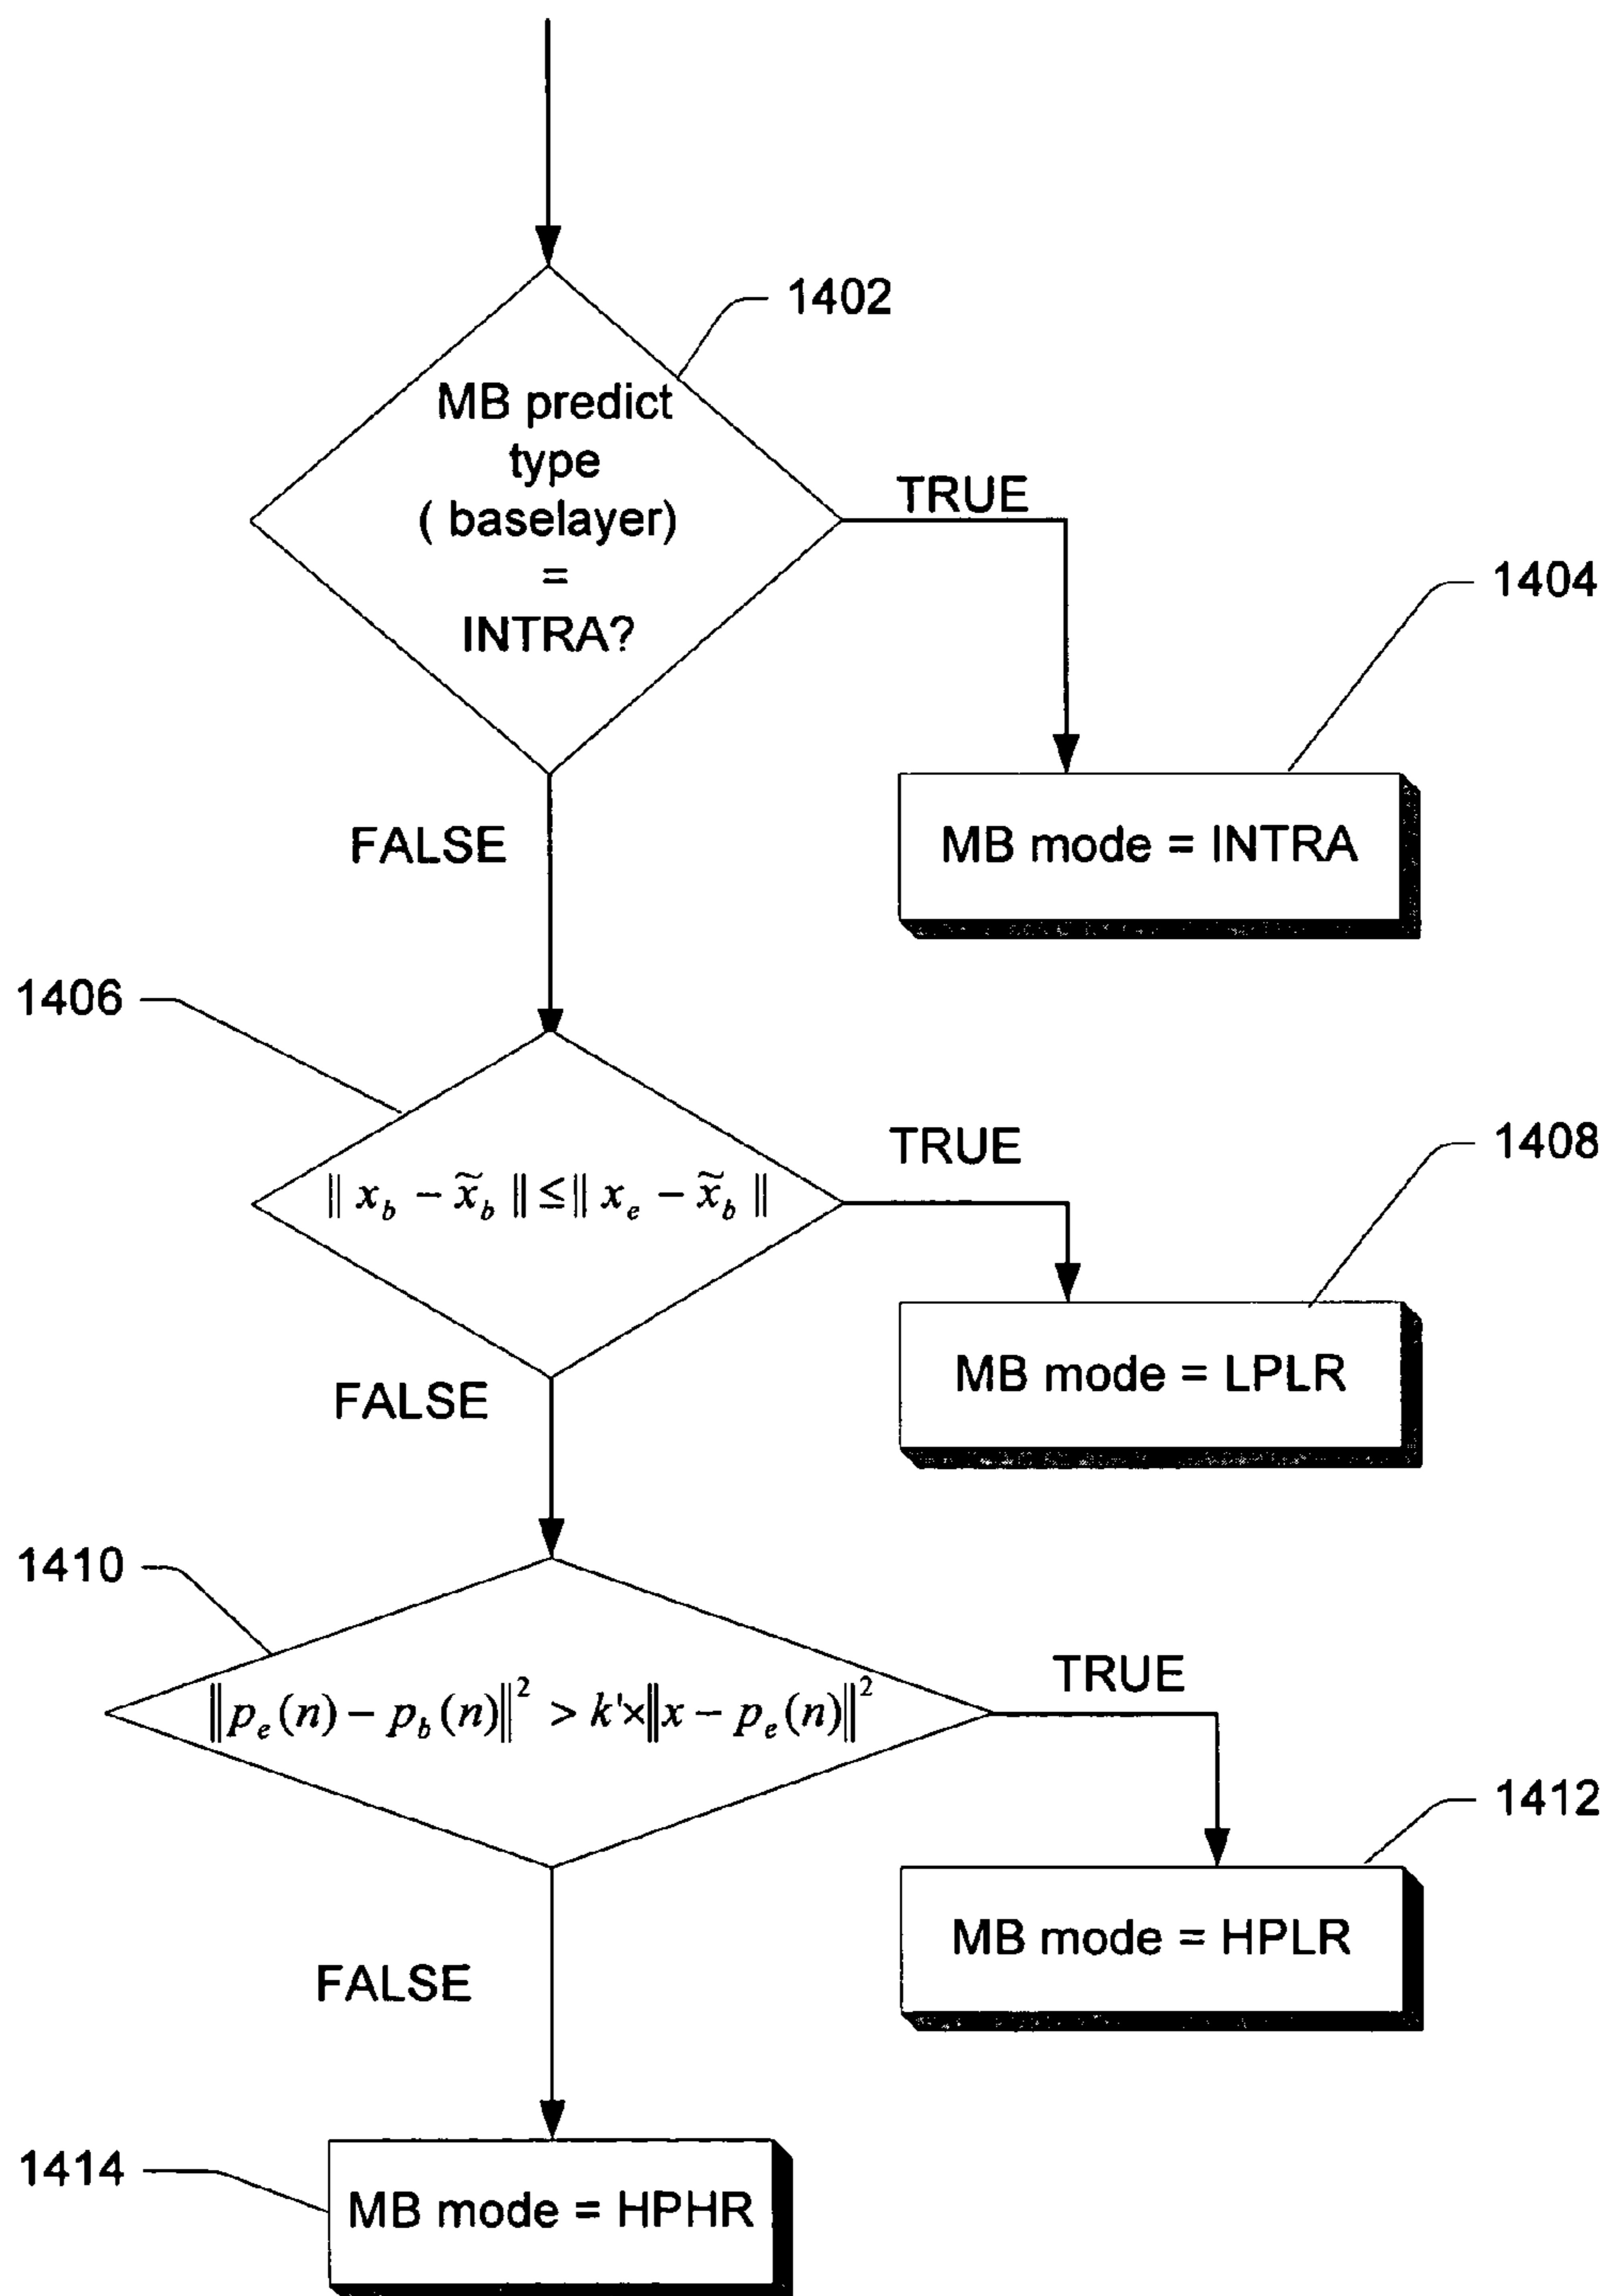 1402
MB predict
type
( baselayer)
=
INTRA?
TRUE
1404
MB mode = INTRA
FALSE
1406
‖ x_b − x̃_b ‖ ≤ ‖ x_e − x̃_b ‖
TRUE
1408
MB mode = LPLR
FALSE
1410
‖p_e(n) − p_b(n)‖² > k'×‖x − p_e(n)‖²
TRUE
1412
MB mode = HPLR
FALSE
1414
MB mode = HPHR